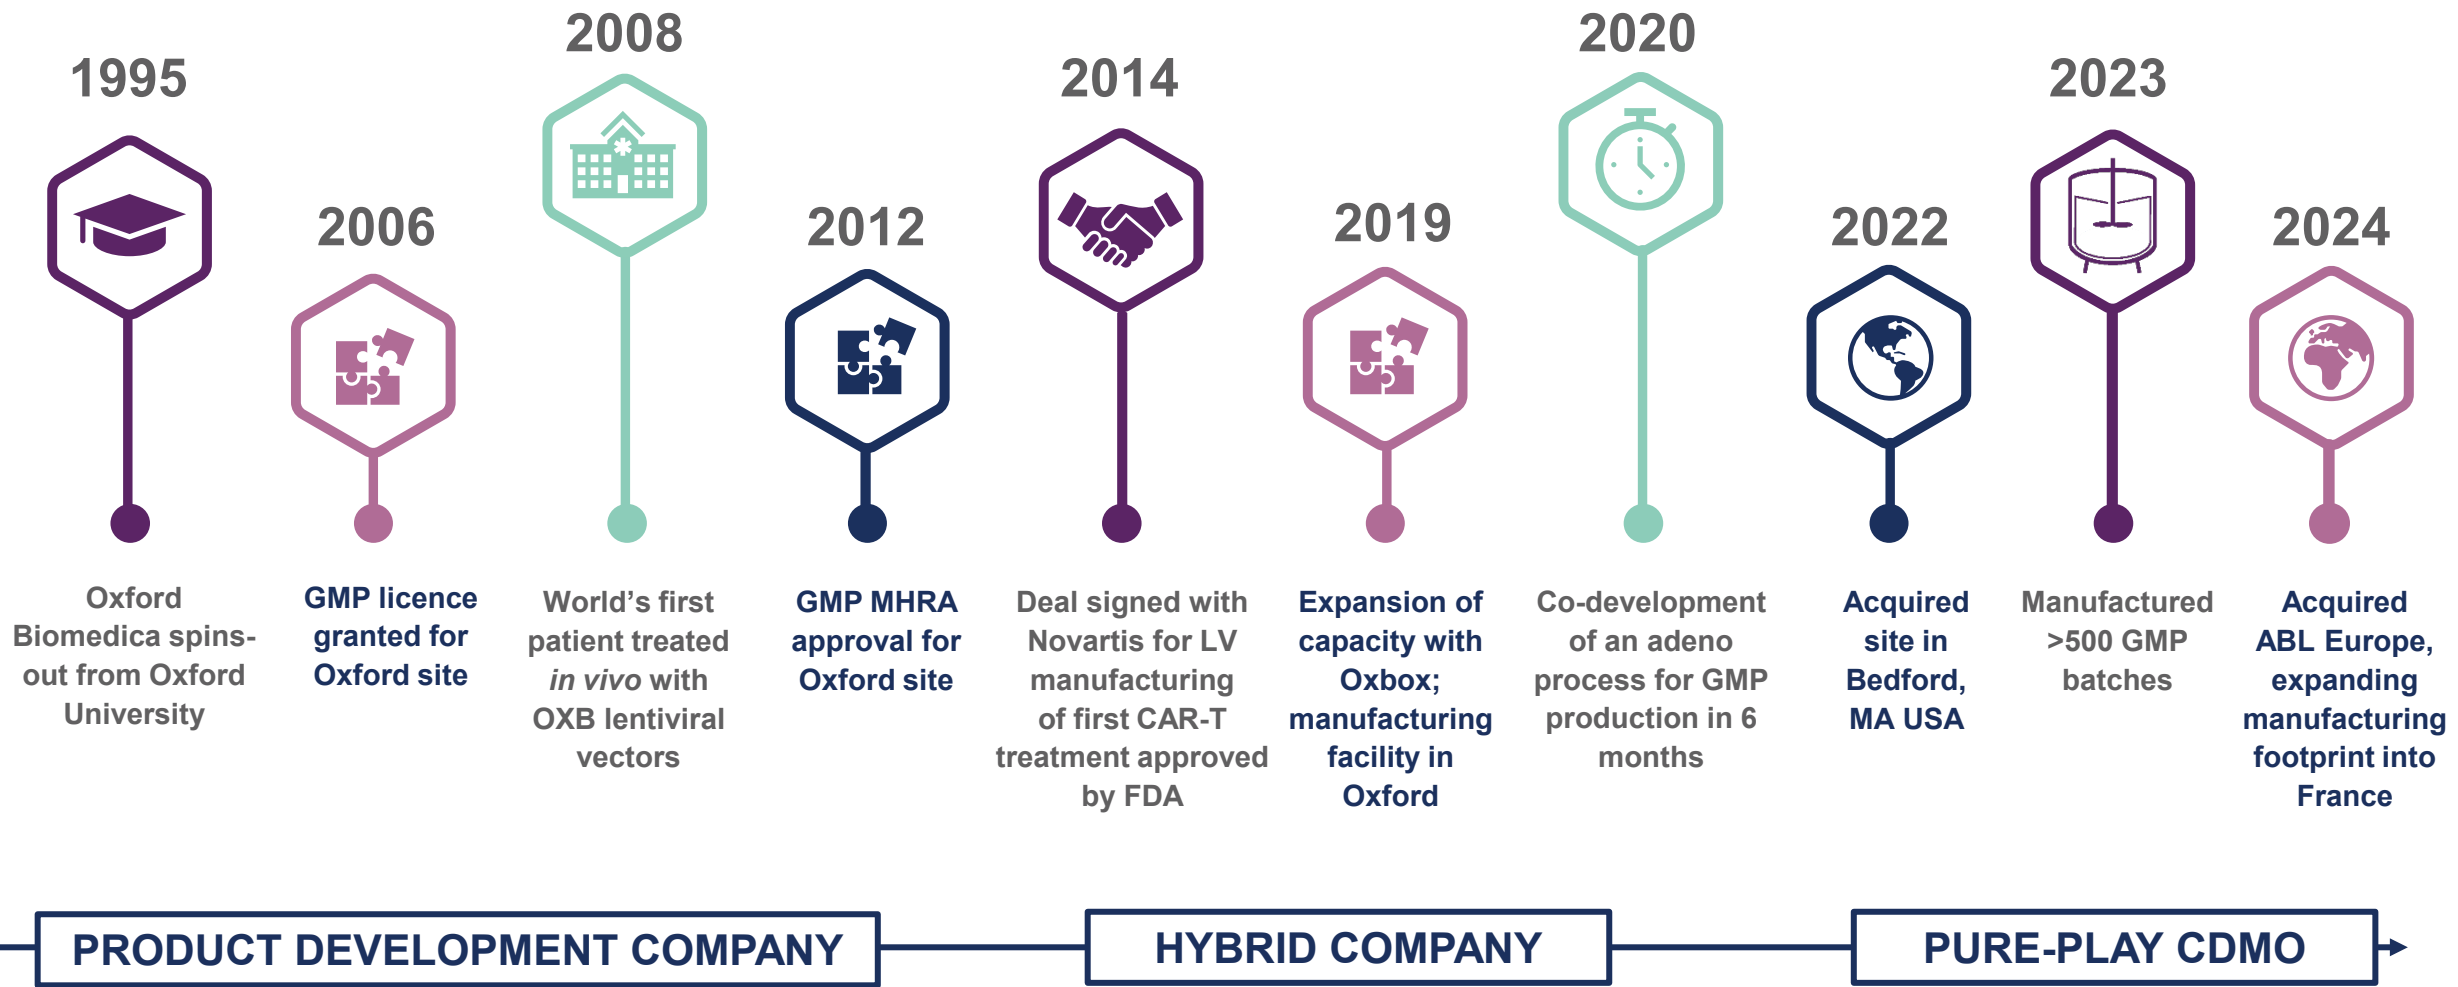 1995
Oxford
Biomedica spins-
out from Oxford
University
2006
GMP licence
granted for
Oxford site
2008
World’s first
patient treated
in vivo with
OXB lentiviral
vectors
2012
GMP MHRA
approval for
Oxford site
2014
Deal signed with
Novartis for LV
manufacturing
of first CAR-T
treatment approved
by FDA
2019
Expansion of
capacity with
Oxbox;
manufacturing
facility in
Oxford
2020
Co-development
of an adeno
process for GMP
production in 6
months
2022
Acquired
site in
Bedford,
MA USA
2023
Manufactured
>500 GMP
batches
2024
Acquired
ABL Europe,
expanding
manufacturing
footprint into
France
PRODUCT DEVELOPMENT COMPANY
HYBRID COMPANY
PURE-PLAY CDMO